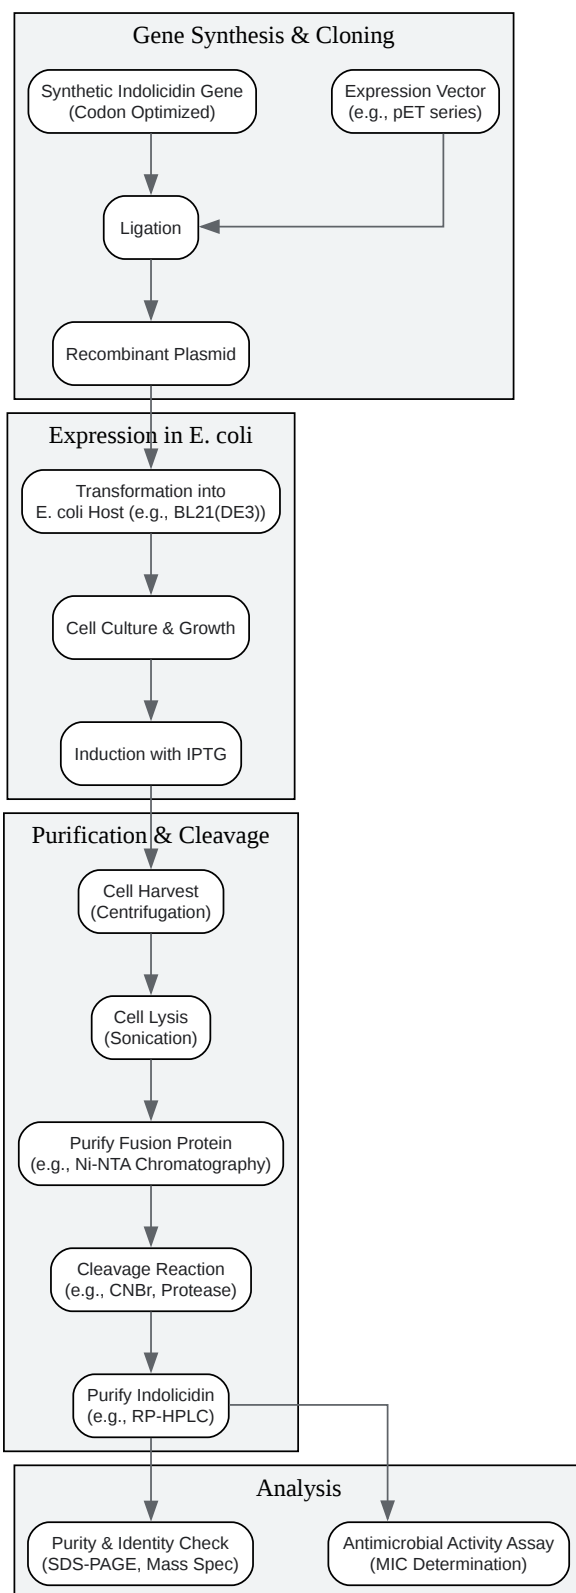 Gene Synthesis & Cloning
Synthetic Indolicidin Gene
(Codon Optimized)
Expression Vector
(e.g., pET series)
Ligation
Recombinant Plasmid
Expression in E. coli
Transformation into
E. coli Host (e.g., BL21(DE3))
Cell Culture & Growth
Induction with IPTG
Purification & Cleavage
Cell Harvest
(Centrifugation)
Cell Lysis
(Sonication)
Purify Fusion Protein
(e.g., Ni-NTA Chromatography)
Cleavage Reaction
(e.g., CNBr, Protease)
Purify Indolicidin
(e.g., RP-HPLC)
Analysis
Purity & Identity Check
(SDS-PAGE, Mass Spec)
Antimicrobial Activity Assay
(MIC Determination)